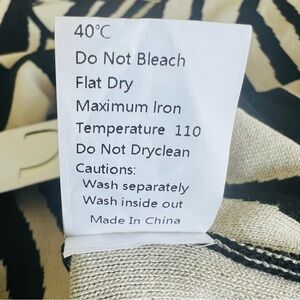 40℃
Do Not Bleach
Flat Dry
Maximum Iron
Temperature 110
Do Not Dryclean
Cautions:
Wash separately
Wash inside out
Made In China